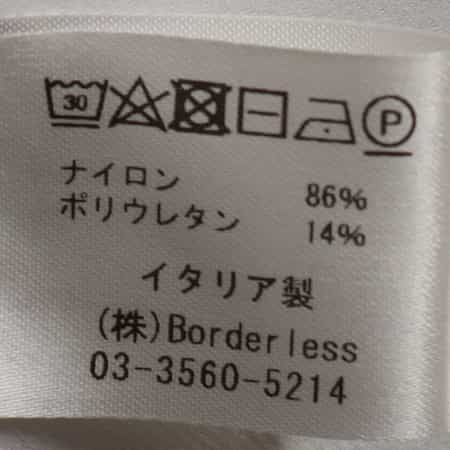 30 P
ナイロン 86%
ポリウレタン 14%
イタリア製
(株)Borderless
03-3560-5214